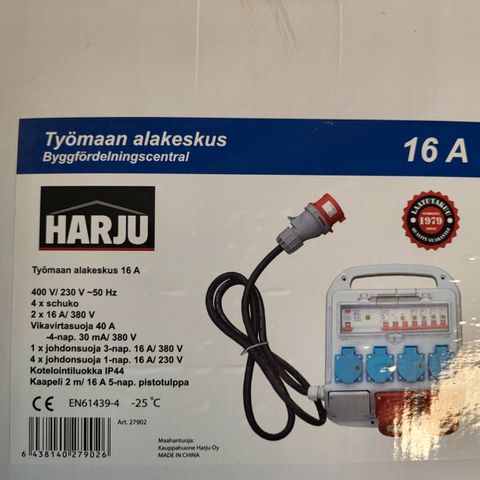 Työmaan alakeskus
Byggfördelningscentral
16 A
HARJU
LAATUTAKUU
SUOMESSA
1979
SINCE
QUALITY GUARANTEE
Työmaan alakeskus 16 A
400 V/ 230 V ~50 Hz
4 x schuko
2 x 16 A/ 380 V
Vikavirtasuoja 40 A
-4-nap. 30 mA/ 380 V
1 x johdonsuoja 3-nap. 16 A/ 380 V
4 x johdonsuoja 1-nap. 16 A/ 230 V
Kotelointiluokka IP44
Kaapeli 2 m/ 16 A 5-nap. pistotulppa
CE EN61439-4 -25 °C
Art. 27902
6 438140 279026
Maahantuoja:
Kauppahuone Harju Oy
MADE IN CHINA